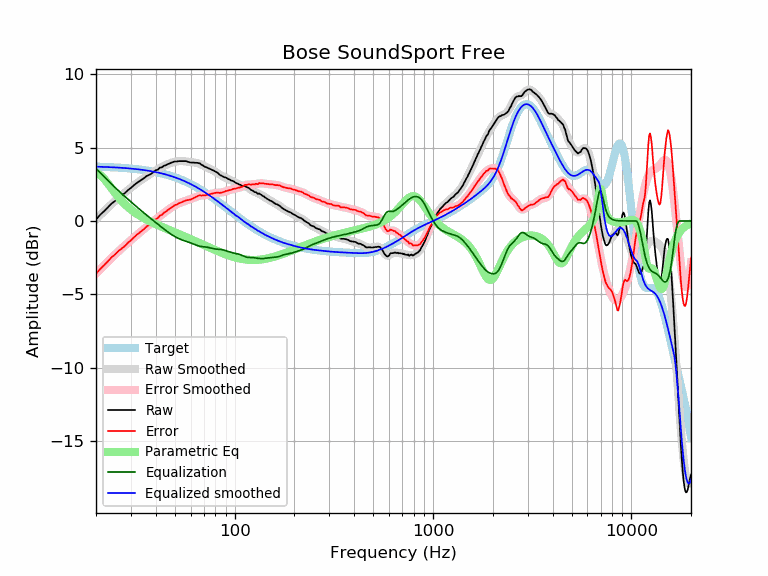 Bose SoundSport Free
10
5
0
−5
−10
−15
Amplitude (dBr)
Target
Raw Smoothed
Error Smoothed
Raw
Error
Parametric Eq
Equalization
Equalized smoothed
100
1000
10000
Frequency (Hz)